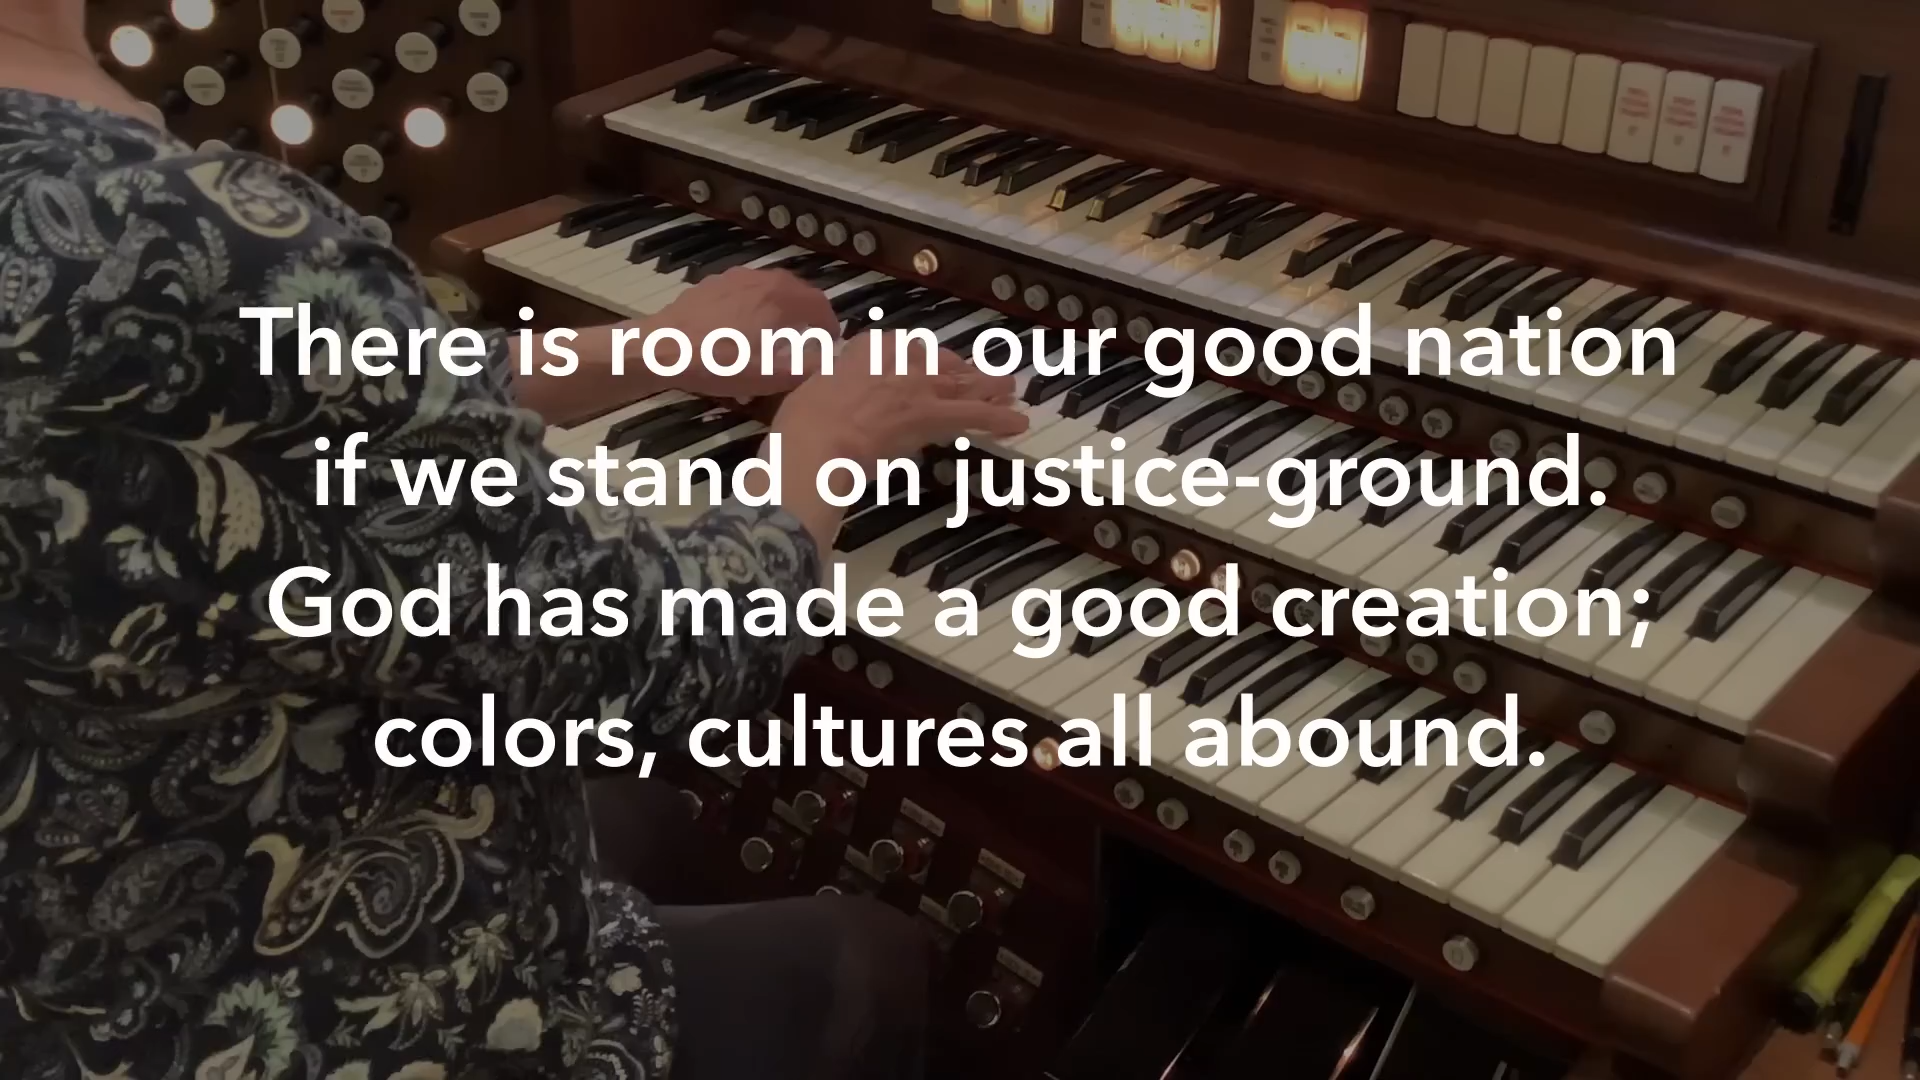 There is room in our good nation
if we stand on justice-ground.
God has made a good creation;
colors, cultures all abound.